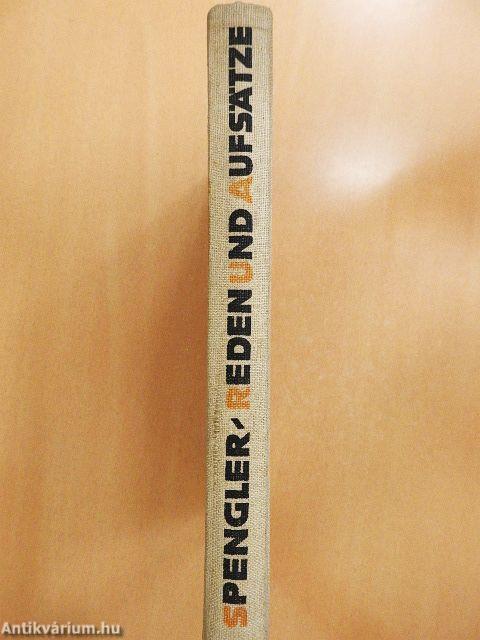 SPENGLER / REDEN UND AUFSÄTZE
Antikvárium.hu